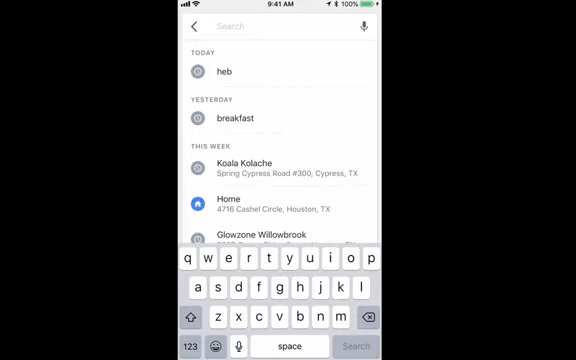 9:41 AM
100%
Search
TODAY
heb
YESTERDAY
breakfast
THIS WEEK
Koala Kolache
Spring Cypress Road #300, Cypress, TX
Home
4716 Cashel Circle, Houston, TX
Glowzone Willowbrook
q w e r t y u i o p
a s d f g h j k l
z x c v b n m
123 space Search